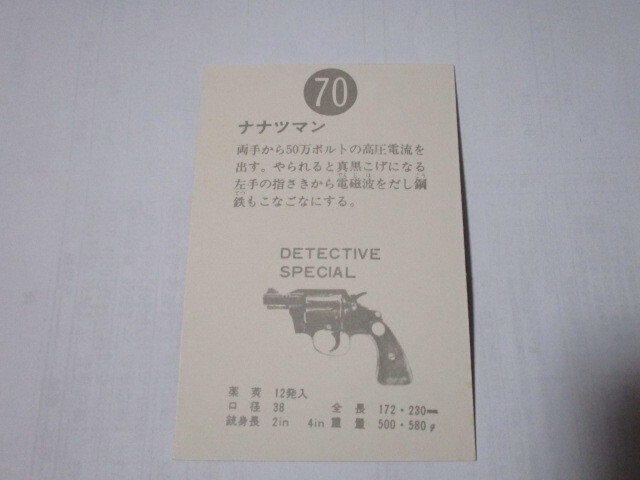 70
ナナツマン
両手から50万ボルトの高圧電流を
出す。やられると真黒こげになる
左手の指さきから電磁波をだし鋼
鉄もこなごなにする。
DETECTIVE
SPECIAL
薬莢 12発入
口径 38 全長 172・230mm
銃身長 2in 4in 重量 500・580g